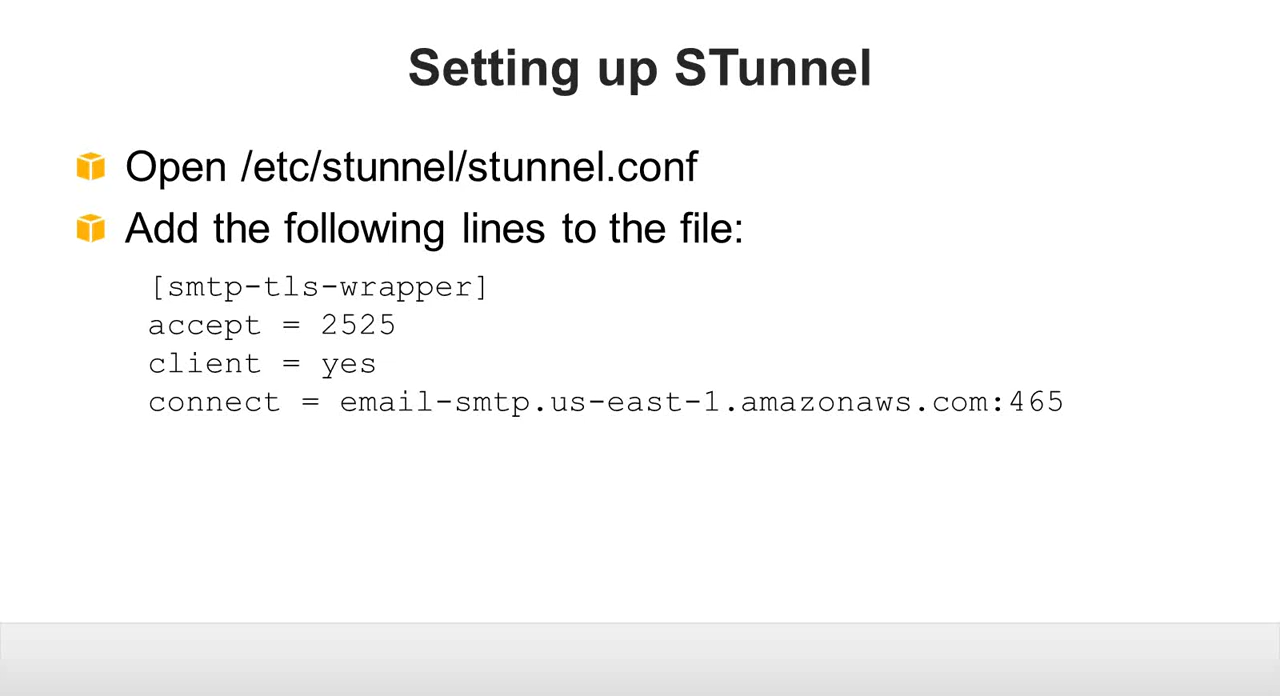 Setting up STunnel
Open /etc/stunnel/stunnel.conf
Add the following lines to the file:
[smtp-tls-wrapper]
accept = 2525
client = yes
connect = email-smtp.us-east-1.amazonaws.com:465